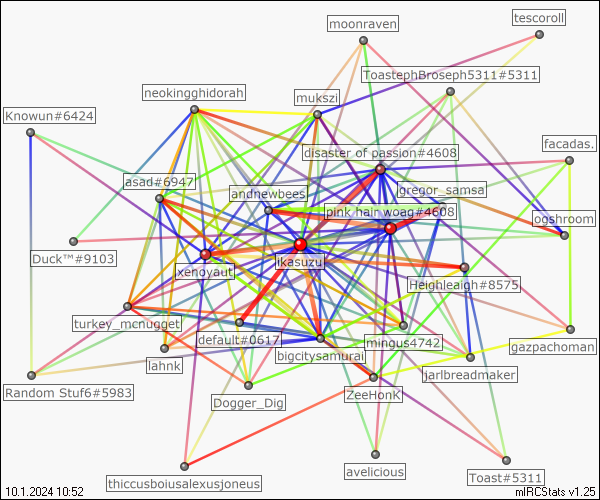 moonraven
tescoroll
ToastephBroseph5311#5311
neokingghidorah
mukszi
Knowun#6424
facadas.
disaster of passion#4608
asad#6947
andnewbees
gregor_samsa
pink hain woag#4608
ooshroom
Duck™#9103
xenoyaut
ikasuzu
Heighleaigh#8575
turkey_mcnugget
default#0617
mingus4742
gazpachoman
lahnk
bigcitysamurai
jarlbreadmaker
Random Stuf6#5983
Dogger_Dig
ZeeHonK
thiccusboiusalexusjoneus
avelicious
Toast#5311
10.1.2024 10:52
mIRCStats v1.25